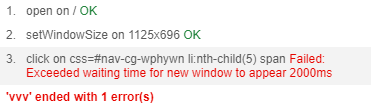 1. open on / OK
2. setWindowSize on 1125x696 OK
3. click on css=#nav-cg-wphywn li:nth-child(5) span Failed:
Exceeded waiting time for new window to appear 2000ms
'vvv' ended with 1 error(s)